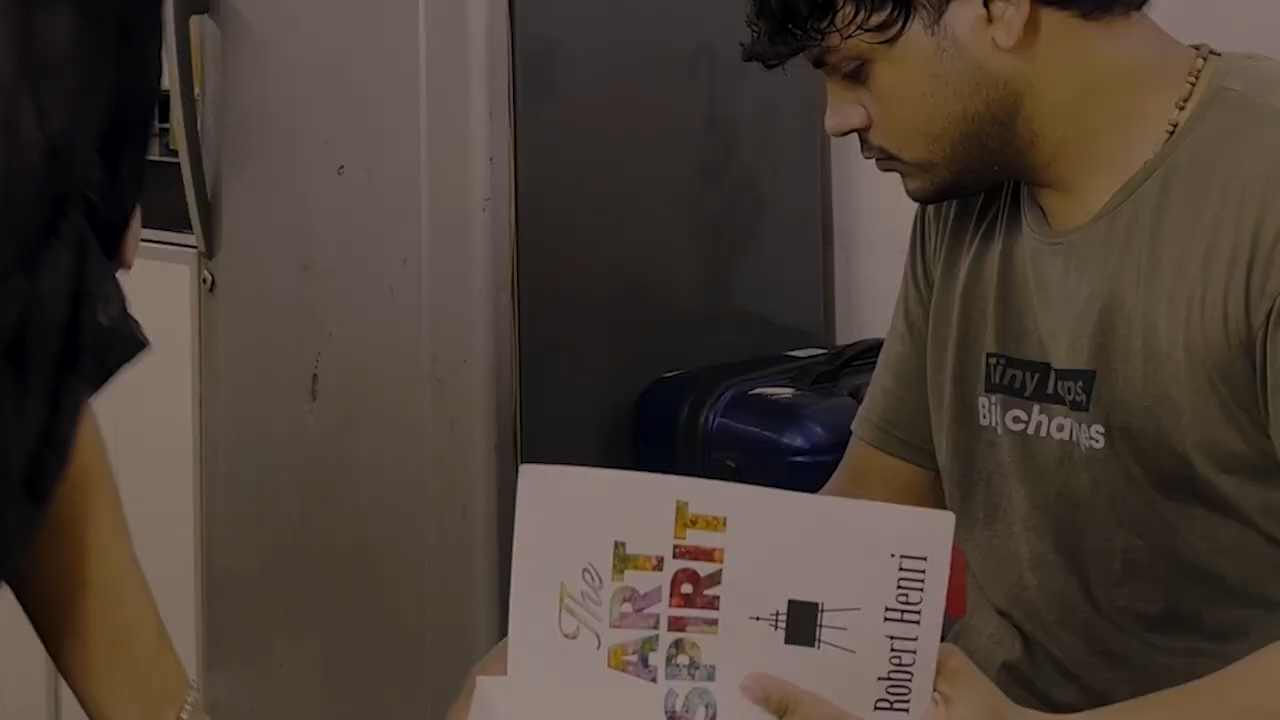 The
ART
SPIRIT
Robert Henri
Tiny
Big changes